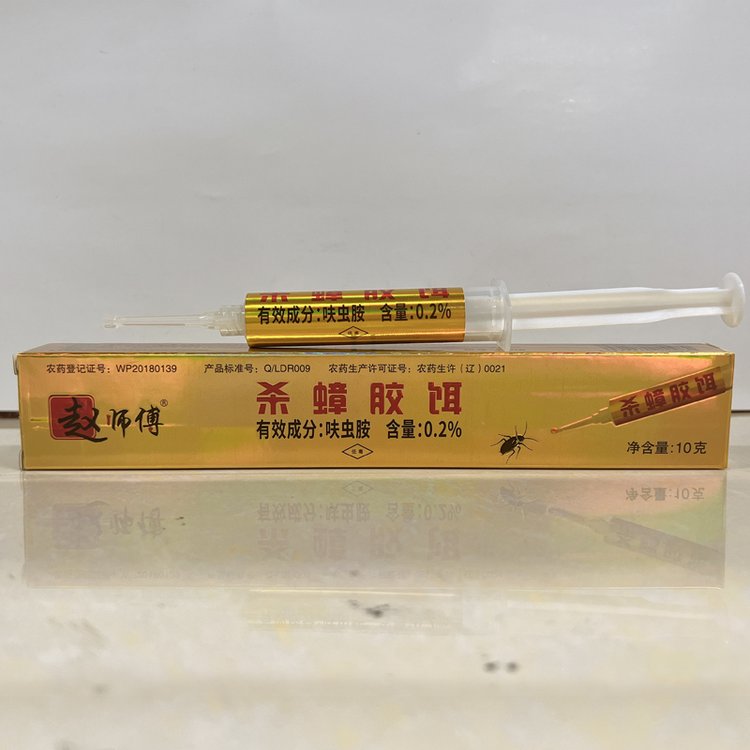 杀蟑胶饵
有效成分:呋虫胺 含量:0.2%
农药登记证号: WP20180139 产品标准号: Q/LDR009 农药生产许可证号: 农药生许 (辽) 0021
赵师傅®
杀蟑胶饵
有效成分:呋虫胺 含量:0.2%
低毒
杀蟑胶饵
净含量:10克